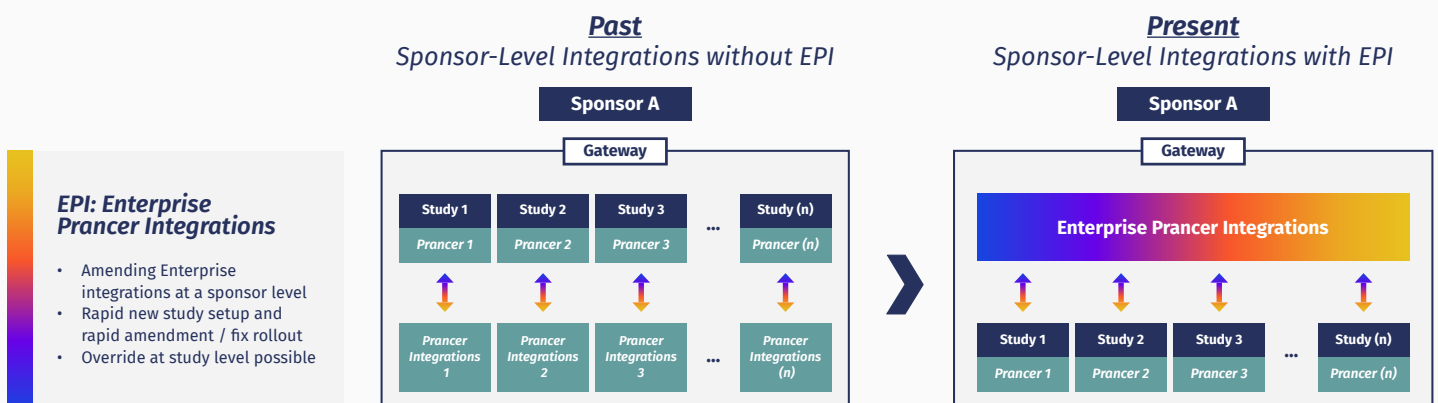 EPI: Enterprise
Prancer Integrations
• Amending Enterprise
integrations at a sponsor level
• Rapid new study setup and
rapid amendment / fix rollout
• Override at study level possible
Past
Sponsor-Level Integrations without EPI
Sponsor A
Gateway
Study 1 Study 2 Study 3 ... Study (n)
Prancer 1 Prancer 2 Prancer 3 Prancer (n)
Prancer Prancer Prancer Prancer
Integrations Integrations Integrations ... Integrations
1 2 3 (n)
Present
Sponsor-Level Integrations with EPI
Sponsor A
Gateway
Enterprise Prancer Integrations
Study 1 Study 2 Study 3 ... Study (n)
Prancer 1 Prancer 2 Prancer 3 Prancer (n)